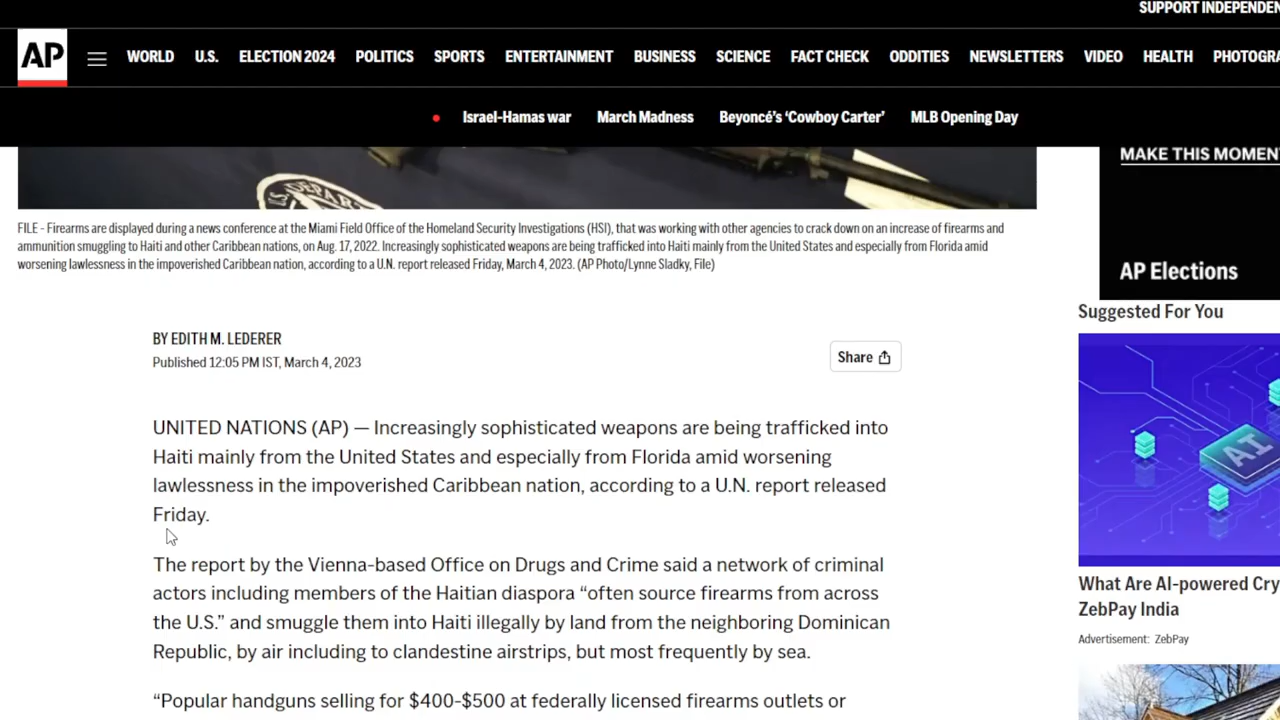 SUPPORT INDEPENDEN
AP
WORLD U.S. ELECTION 2024 POLITICS SPORTS ENTERTAINMENT BUSINESS SCIENCE FACT CHECK ODDITIES NEWSLETTERS VIDEO HEALTH PHOTOGRA
Israel-Hamas war March Madness Beyoncé’s ‘Cowboy Carter’ MLB Opening Day
MAKE THIS MOMEN
U.S. DEPAR
FILE - Firearms are displayed during a news conference at the Miami Field Office of the Homeland Security Investigations (HSI), that was working with other agencies to crack down on an increase of firearms and
ammunition smuggling to Haiti and other Caribbean nations, on Aug. 17, 2022. Increasingly sophisticated weapons are being trafficked into Haiti mainly from the United States and especially from Florida amid
worsening lawlessness in the impoverished Caribbean nation, according to a U.N. report released Friday, March 4, 2023. (AP Photo/Lynne Sladky, File)
AP Elections
Suggested For You
BY EDITH M. LEDERER
Published 12:05 PM IST, March 4, 2023
Share
UNITED NATIONS (AP) — Increasingly sophisticated weapons are being trafficked into
Haiti mainly from the United States and especially from Florida amid worsening
lawlessness in the impoverished Caribbean nation, according to a U.N. report released
Friday.
The report by the Vienna-based Office on Drugs and Crime said a network of criminal
actors including members of the Haitian diaspora “often source firearms from across
the U.S.” and smuggle them into Haiti illegally by land from the neighboring Dominican
Republic, by air including to clandestine airstrips, but most frequently by sea.
“Popular handguns selling for $400-$500 at federally licensed firearms outlets or
AI
What Are AI-powered Cry
ZebPay India
Advertisement: ZebPay